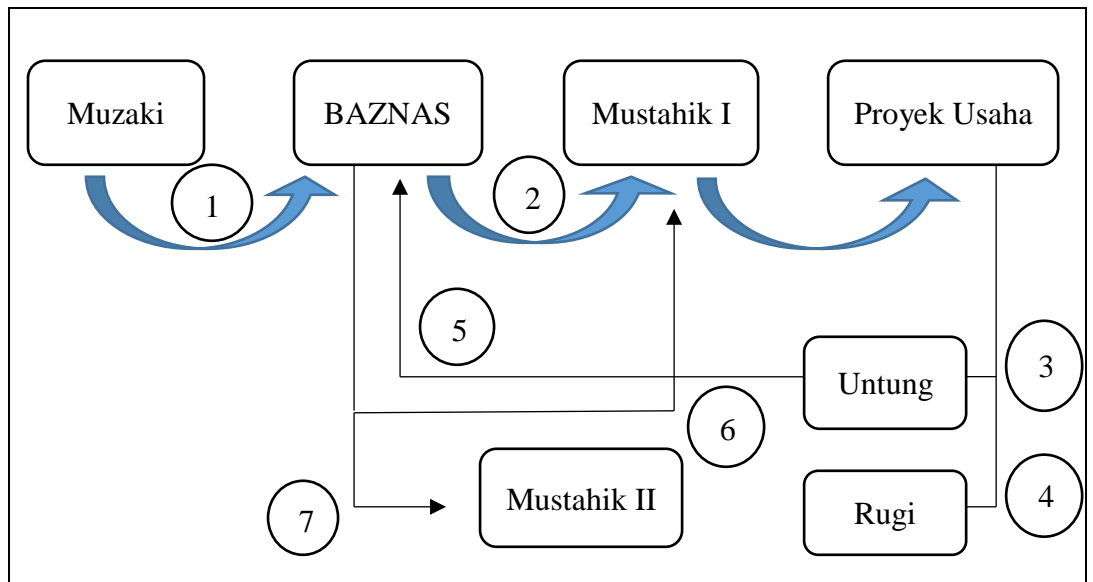 Muzaki
BAZNAS
Mustahik I
Proyek Usaha
1
2
5
Untung
3
6
Mustahik II
7
Rugi
4